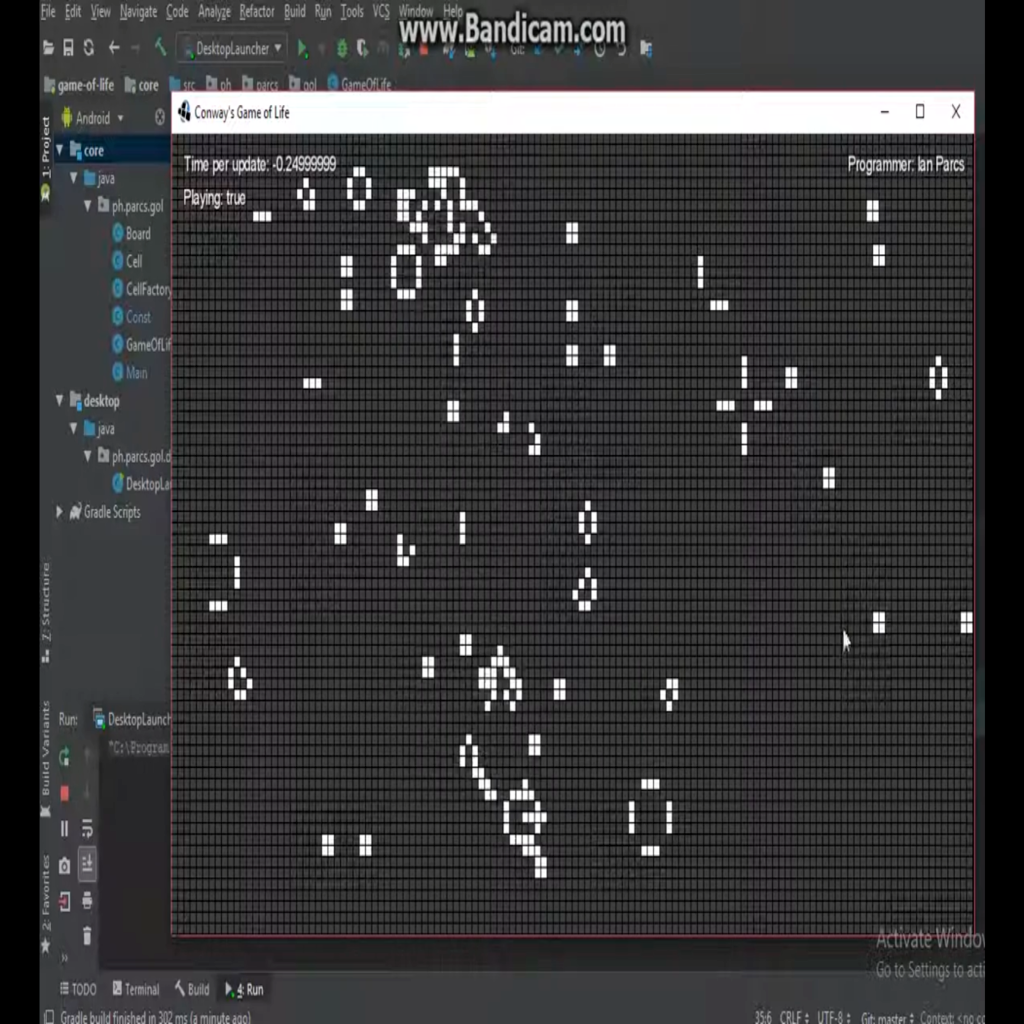 File Edit View Navigate Code Analyze Refactor Build Run Tools VCS Window Help
www.Bandicam.com
DesktopLauncher
Git:
game-of-life core src ph parcs gol GameOfLife
Conway's Game of Life
1: Project
Android
Time per update: -0.24999999
Programmer: Ian Parcs
Playing: true
core
java
ph.parcs.gol
Board
Cell
CellFactory
Const
GameOfLif
Main
desktop
java
ph.parcs.gol.d
DesktopLa
Gradle Scripts
7: Structure
Build Variants
2: Favorites
Run: DesktopLaunch
"C:\Program
Activate Window
Go to Settings to acti
TODO Terminal Build 4: Run
Gradle build finished in 302 ms (a minute ago)
35:6 CRLF UTF-8 Git: master Context: <no c